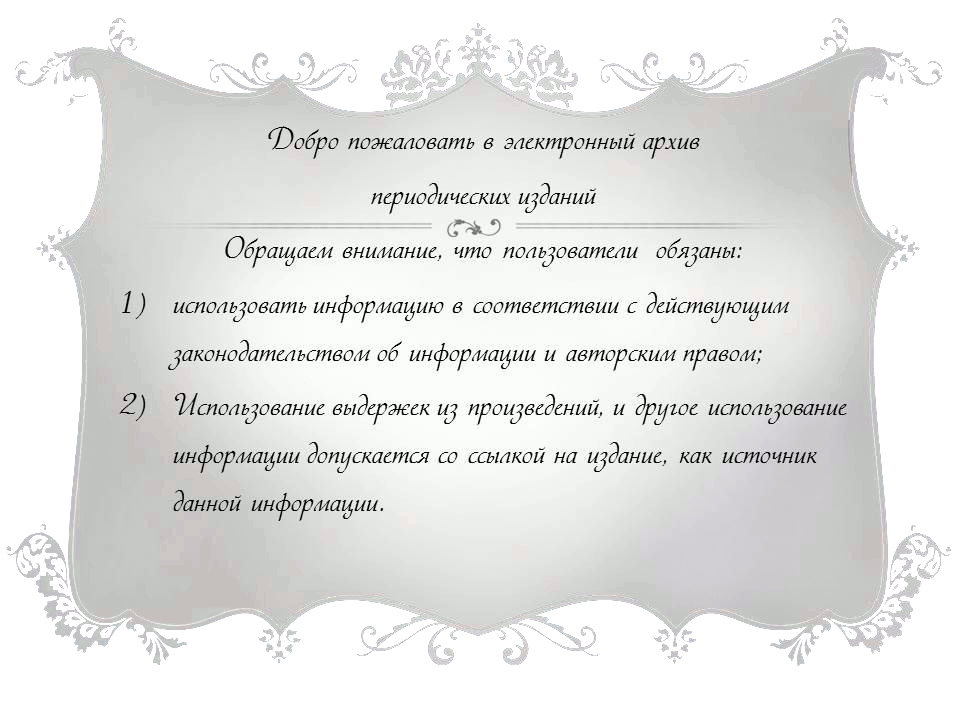 Добро пожаловать в электронный архив
периодических изданий
Обращаем внимание, что пользователи обязаны:
1) использовать информацию в соответствии с действующим
законодательством об информации и авторским правом;
2) Использование выдержек из произведений, и другое использование
информации допускается со ссылкой на издание, как источник
данной информации.